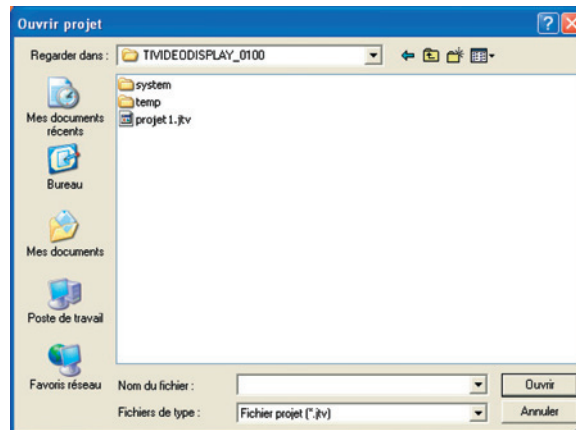 Ouvrir projet
Regarder dans :
TIVIDEODISPLAY_0100
system
temp
projet1.jtv
Mes documents
récents
Bureau
Mes documents
Poste de travail
Favoris réseau
Nom du fichier :
Ouvrir
Fichiers de type :
Fichier projet (*.jtv)
Annuler